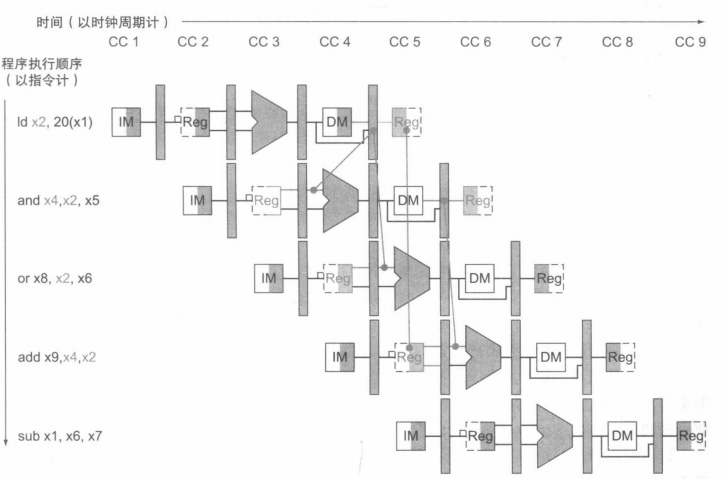 时间（以时钟周期计）
CC 1 CC 2 CC 3 CC 4 CC 5 CC 6 CC 7 CC 8 CC 9
程序执行顺序
（以指令计）
ld x2, 20(x1) IM Reg DM Reg
and x4,x2, x5 IM Reg DM Reg
or x8, x2, x6 IM Reg DM Reg
add x9,x4,x2 IM Reg DM Reg
sub x1, x6, x7 IM Reg DM Reg